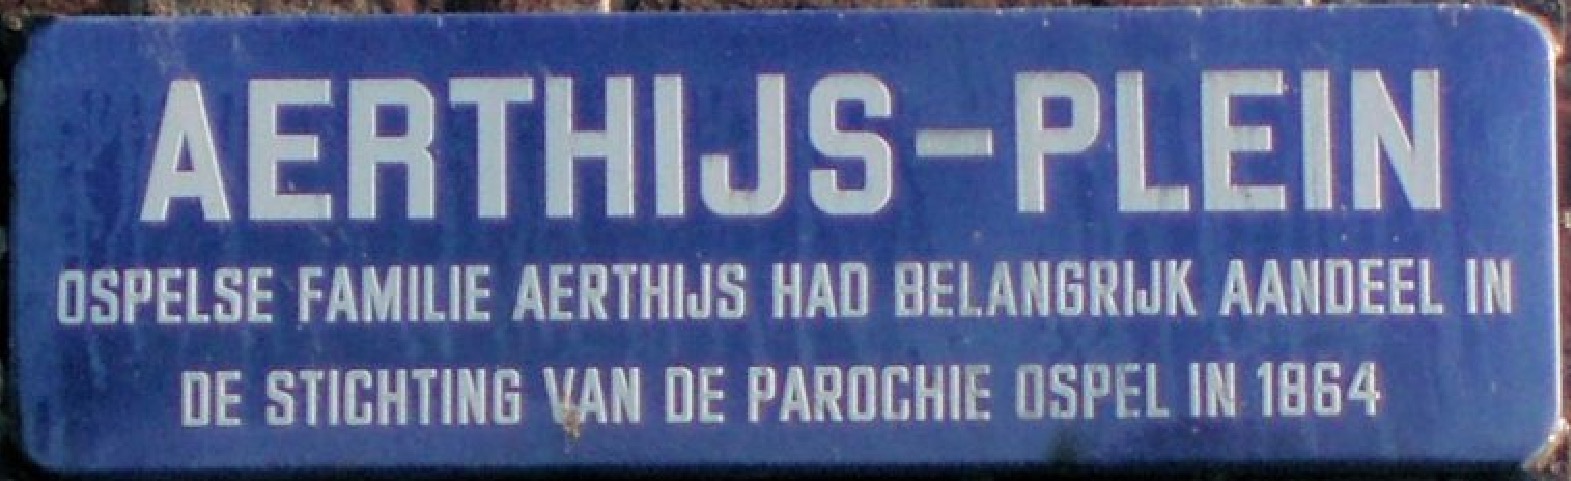 AERTHIJS-PLEIN
OSPELSE FAMILIE AERTHIJS HAD BELANGRIJK AANDEEL IN
DE STICHTING VAN DE PAROCHIE OSPEL IN 1864